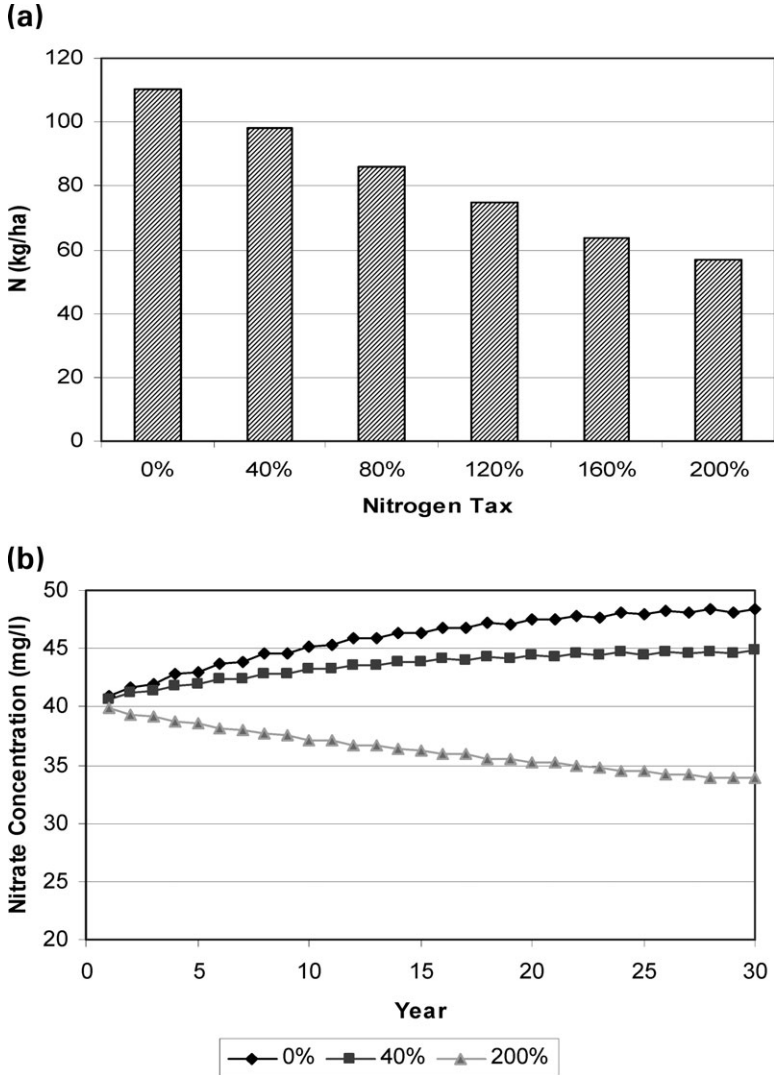 (a)
120
100
80
60
40
20
0
N (kg/ha)
0% 40% 80% 120% 160% 200%
Nitrogen Tax
(b)
50
45
40
35
30
25
20
Nitrate Concentration (mg/l)
0 5 10 15 20 25 30
Year
0% 40% 200%